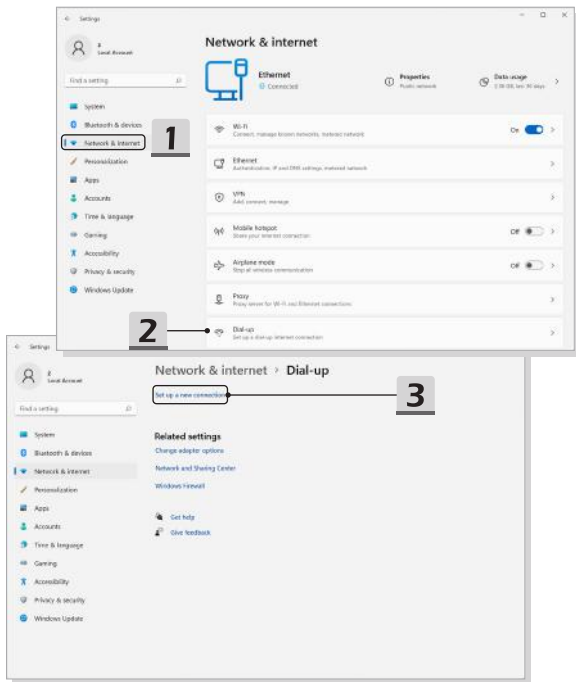 Settings
Local Account
Find a setting
System
Bluetooth & devices
Network & internet
Personalization
Apps
Accounts
Time & language
Gaming
Accessibility
Privacy & security
Windows Update
1
2
Network & internet
Ethernet
Connected
Properties
Public network
Data usage
Wi-Fi
Connect, manage known networks, metered network
On
Ethernet
Authentication, IP and DNS settings, metered network
VPN
Add, connect, manage
Mobile hotspot
Share your internet connection
Off
Airplane mode
Stop all wireless communication
Off
Proxy
Proxy server for Wi-Fi and Ethernet connections
Dial-up
Set up a dial-up internet connection
Settings
Local Account
Find a setting
System
Bluetooth & devices
Network & internet
Personalization
Apps
Accounts
Time & language
Gaming
Accessibility
Privacy & security
Windows Update
Network & internet > Dial-up
Set up a new connection
3
Related settings
Change adapter options
Network and Sharing Center
Windows Firewall
Get help
Give feedback